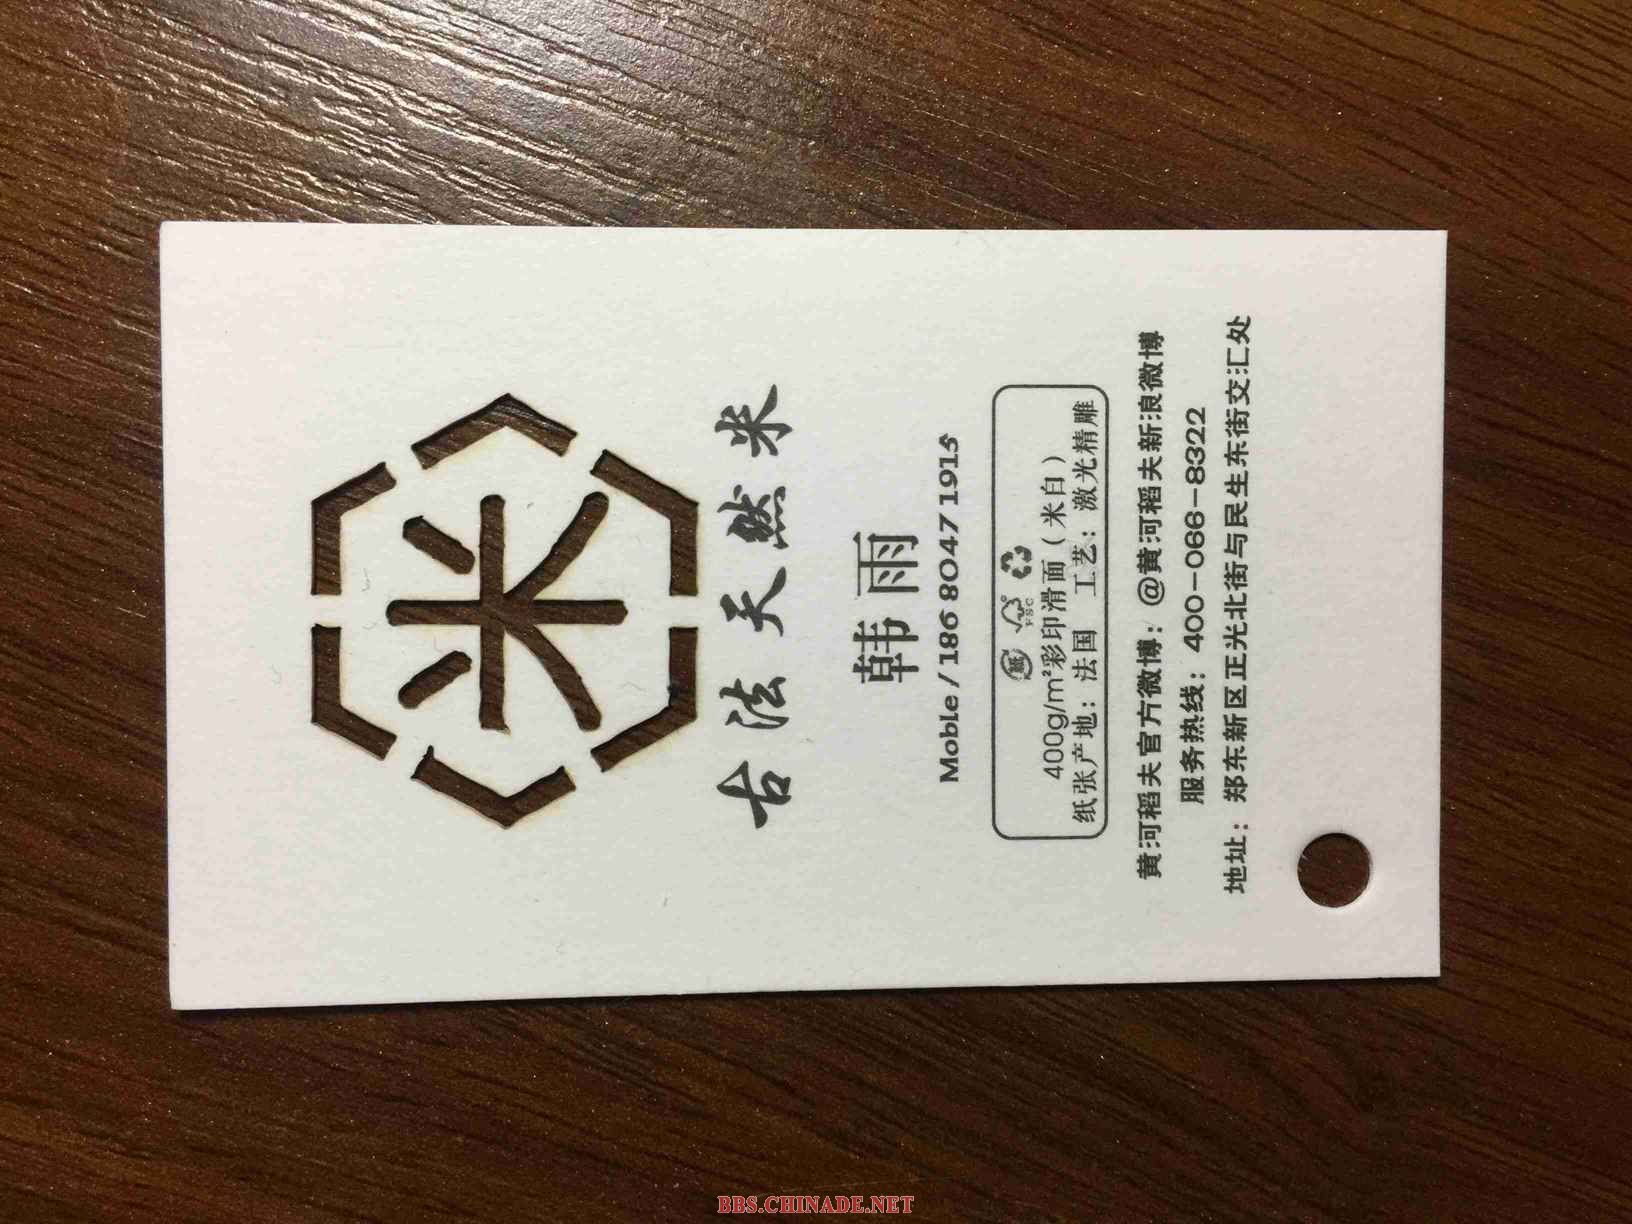 米
古法天然米
韩雨
Moble/186 8047 1915
FSC
400g/m²彩印滑面（米白）
纸张产地：法国 工艺：激光精雕
黄河稻夫官方微博：@黄河稻夫新浪微博
服务热线：400-066-8322
地址：郑东新区正光北街与民生东街交汇处
BBS.CHINADE.NET